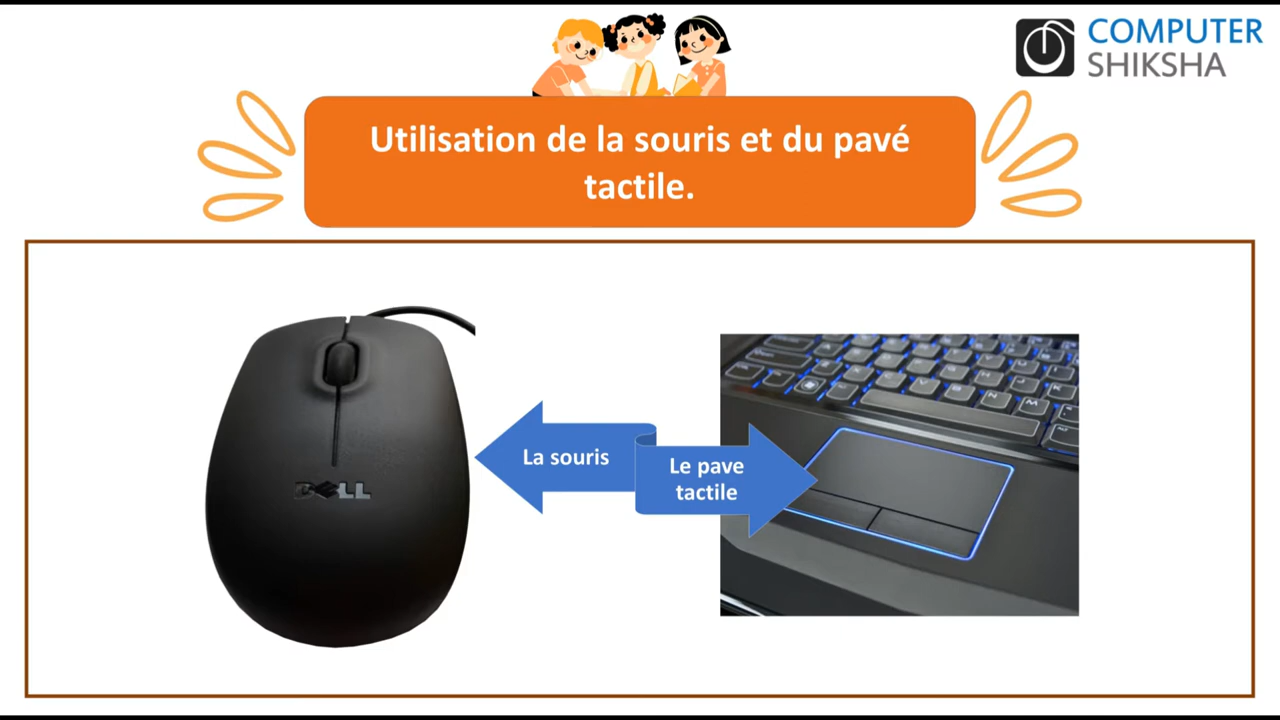 COMPUTER
SHIKSHA
Utilisation de la souris et du pavé
tactile.
DELL
La souris
Le pave
tactile